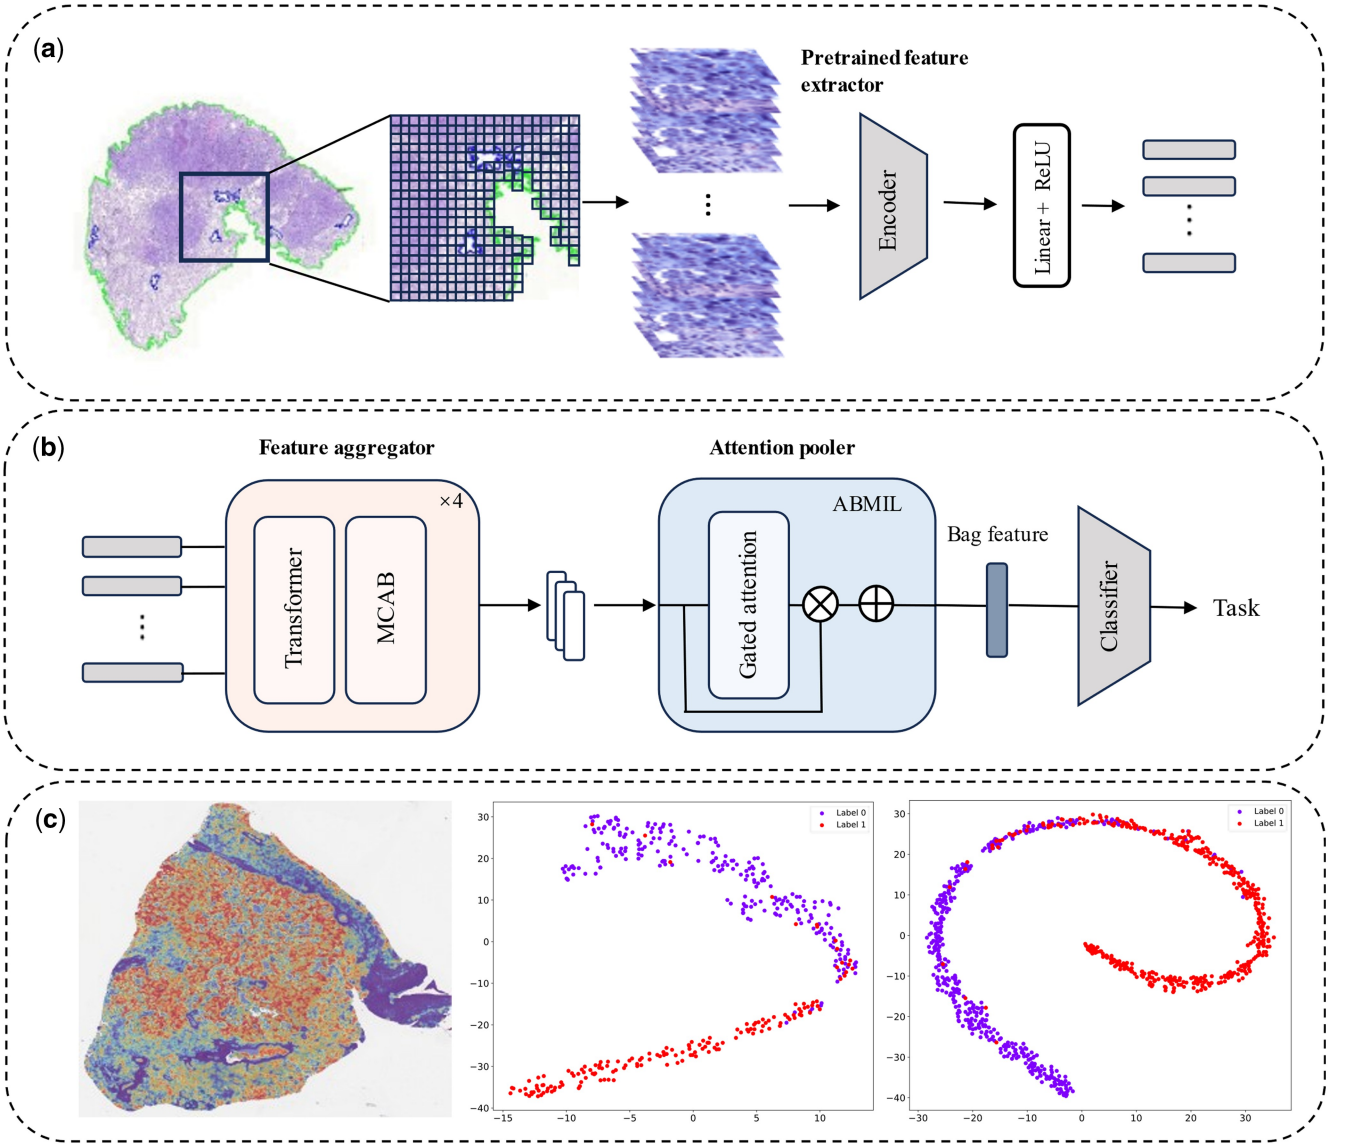 (a)
Pretrained feature
extractor
Encoder
Linear + ReLU
(b)
Feature aggregator
Attention pooler
×4
ABMIL
Transformer
MCAB
Gated attention
Bag feature
Classifier
Task
(c)
Label 0
Label 1
30
20
10
0
−10
−20
−30
−40
−15
−10
−5
0
5
10
Label 0
Label 1
30
20
10
0
−10
−20
−30
−40
−30
−20
−10
0
10
20
30